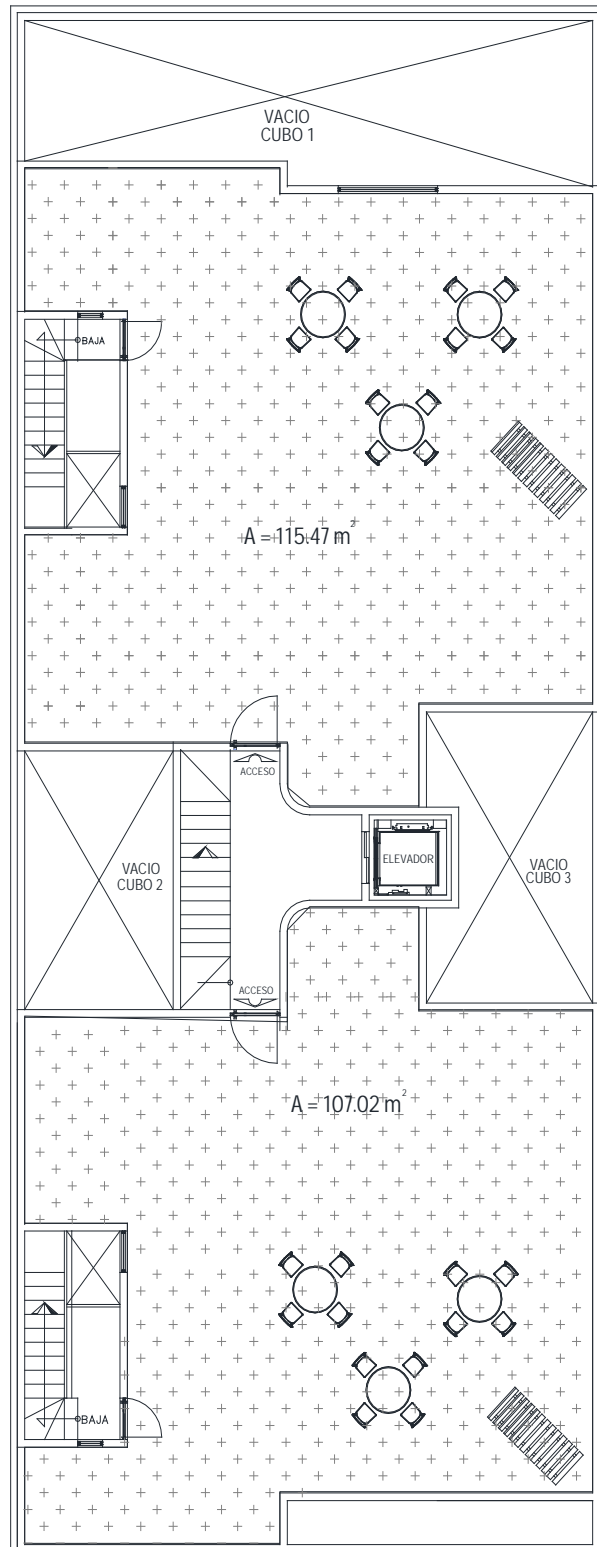 VACIO
CUBO 1
BAJA
A = 115.47 m²
ACCESO
ELEVADOR
VACIO
CUBO 2
VACIO
CUBO 3
ACCESO
A = 107.02 m²
BAJA